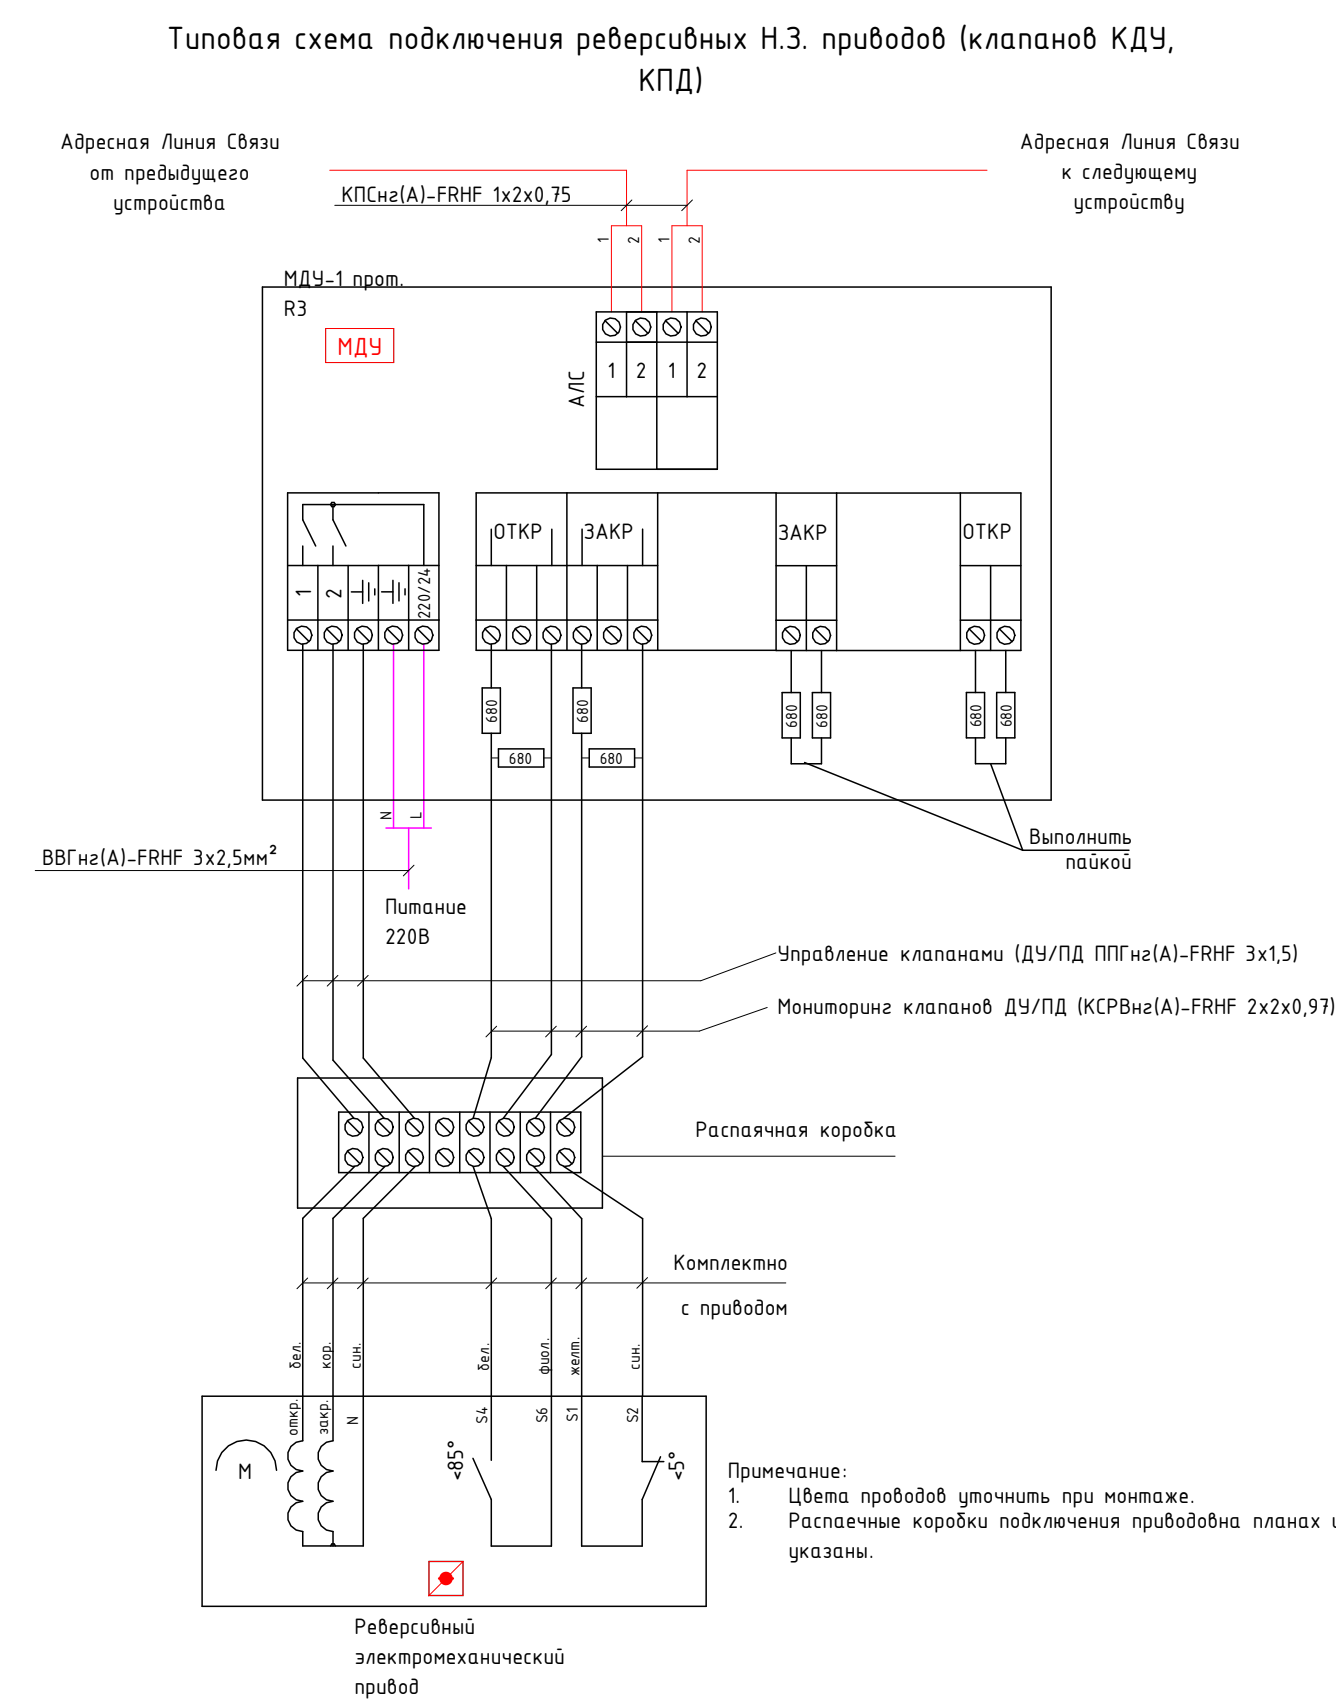 Типовая схема подключения реверсивных Н.З. приводов (клапанов КДУ,
КПД)
Адресная Линия Связи
от предыдущего
устройства
Адресная Линия Связи
к следующему
устройству
КПСнг(А)-FRHF 1х2х0,75
1 2 1 2
МДУ-1 прот.
R3
МДУ
АЛС
1 2 1 2
ОТКР ЗАКР ЗАКР ОТКР
1 2 220/24
680 680 680 680 680 680
680 680
N L
Выполнить
пайкой
ВВГнг(А)-FRHF 3х2,5мм²
Питание
220В
Управление клапанами (ДУ/ПД ППГнг(А)-FRHF 3х1,5)
Мониторинг клапанов ДУ/ПД (КСРВнг(А)-FRHF 2х2х0,97)
Распаячная коробка
Комплектно
с приводом
бел. кор. син. бел. фиол. желт. син.
откр. закр. N S4 S6 S1 S2
М
<85°
<5°
Примечание:
1. Цвета проводов уточнить при монтаже.
2. Распаечные коробки подключения приводовна планах
указаны.
Реверсивный
электромеханический
привод